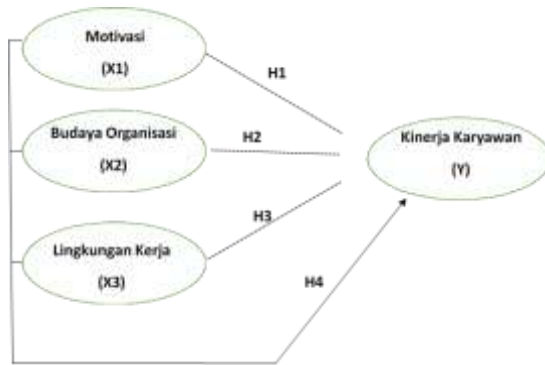 Motivasi
(X1)
H1
Budaya Organisasi
(X2)
H2
Kinerja Karyawan
(Y)
H3
Lingkungan Kerja
(X3)
H4